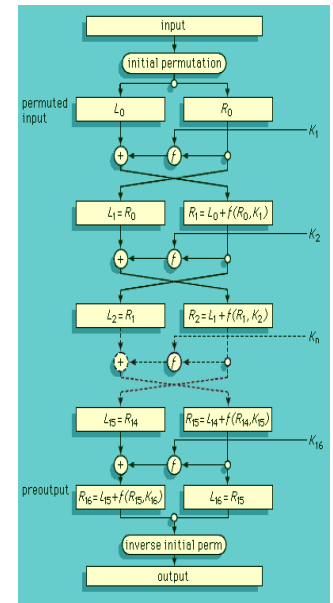 input
initial permutation
permuted
input
L₀ R₀
K₁
+ f
L₁=R₀ R₁=L₀+f(R₀,K₁)
K₂
+ f
L₂=R₁ R₂=L₁+f(R₁,K₂)
Kₙ
+ f
L₁₅=R₁₄ R₁₅=L₁₄+f(R₁₄,K₁₅)
K₁₆
+ f
preoutput
R₁₆=L₁₅+f(R₁₅,K₁₆) L₁₆=R₁₅
inverse initial perm
output